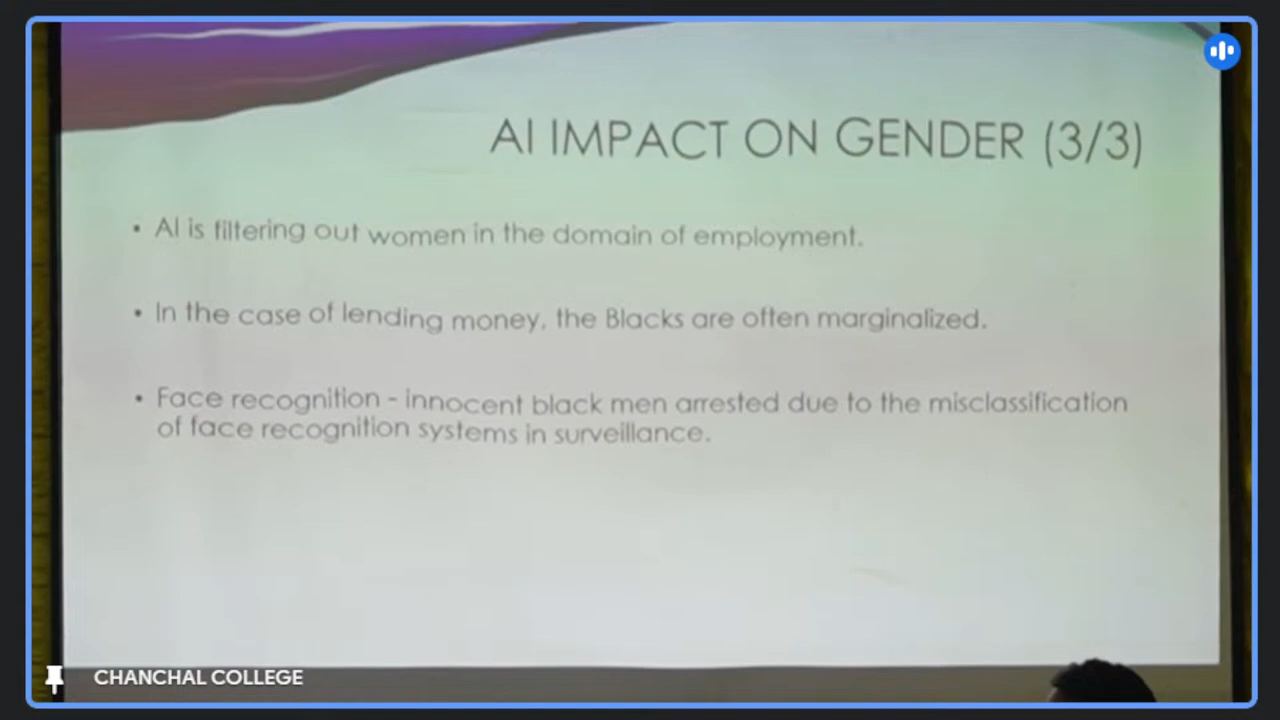 AI IMPACT ON GENDER (3/3)
• AI is filtering out women in the domain of employment.
• In the case of lending money, the Blacks are often marginalized.
• Face recognition - innocent black men arrested due to the misclassification
of face recognition systems in surveillance.
CHANCHAL COLLEGE